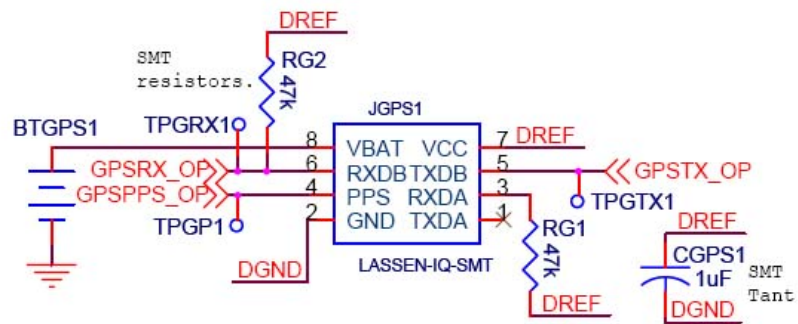 DREF
SMT
resistors.
RG2
47k
JGPS1
BTGPS1
TPGRX1
8 VBAT VCC 7 DREF
GPSRX_OP 6 RXDB TXDB 5 GPSTX_OP
GPSPPS_OP 4 PPS RXDA 3
TPGTX1
TPGP1
2 GND TXDA 1
RG1
47k
DREF
DGND
LASSEN-IQ-SMT
CGPS1
1uF
SMT
Tant
DREF
DGND